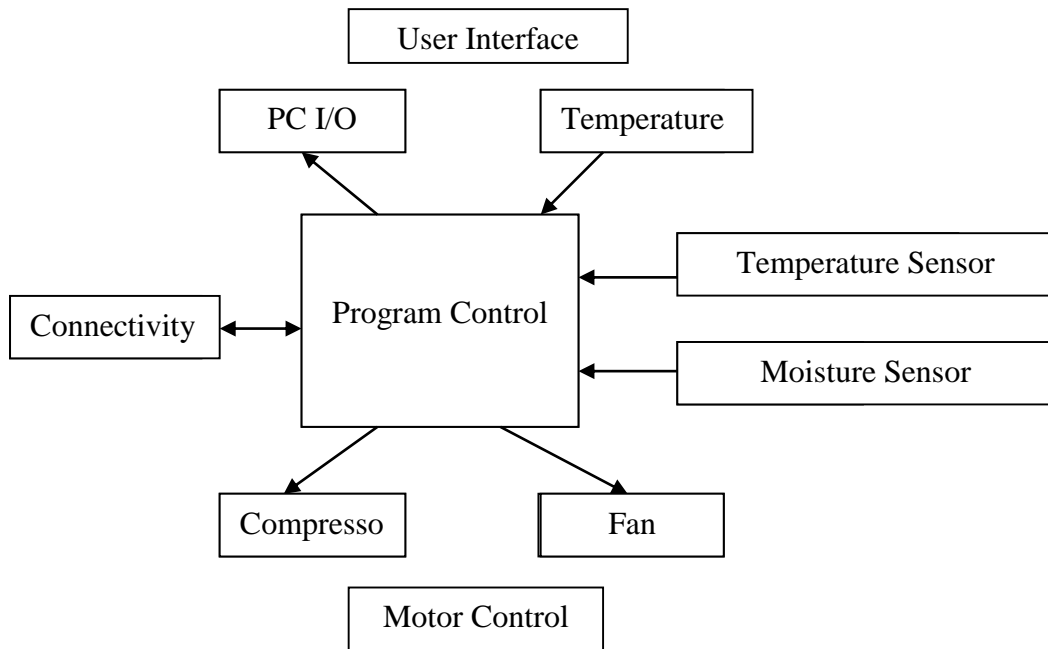 User Interface
PC I/O
Temperature
Temperature Sensor
Program Control
Connectivity
Moisture Sensor
Compresso
Fan
Motor Control